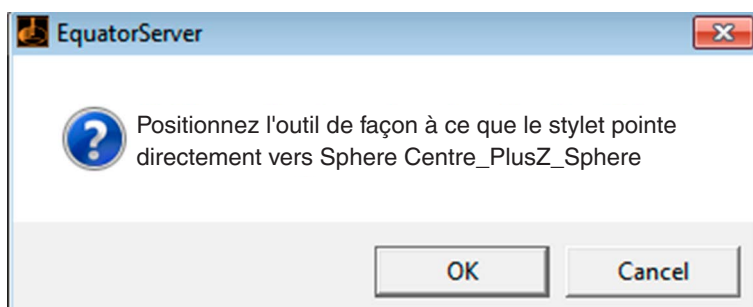 EquatorServer
Positionnez l'outil de façon à ce que le stylet pointe
directement vers Sphere Centre_PlusZ_Sphere
OK
Cancel